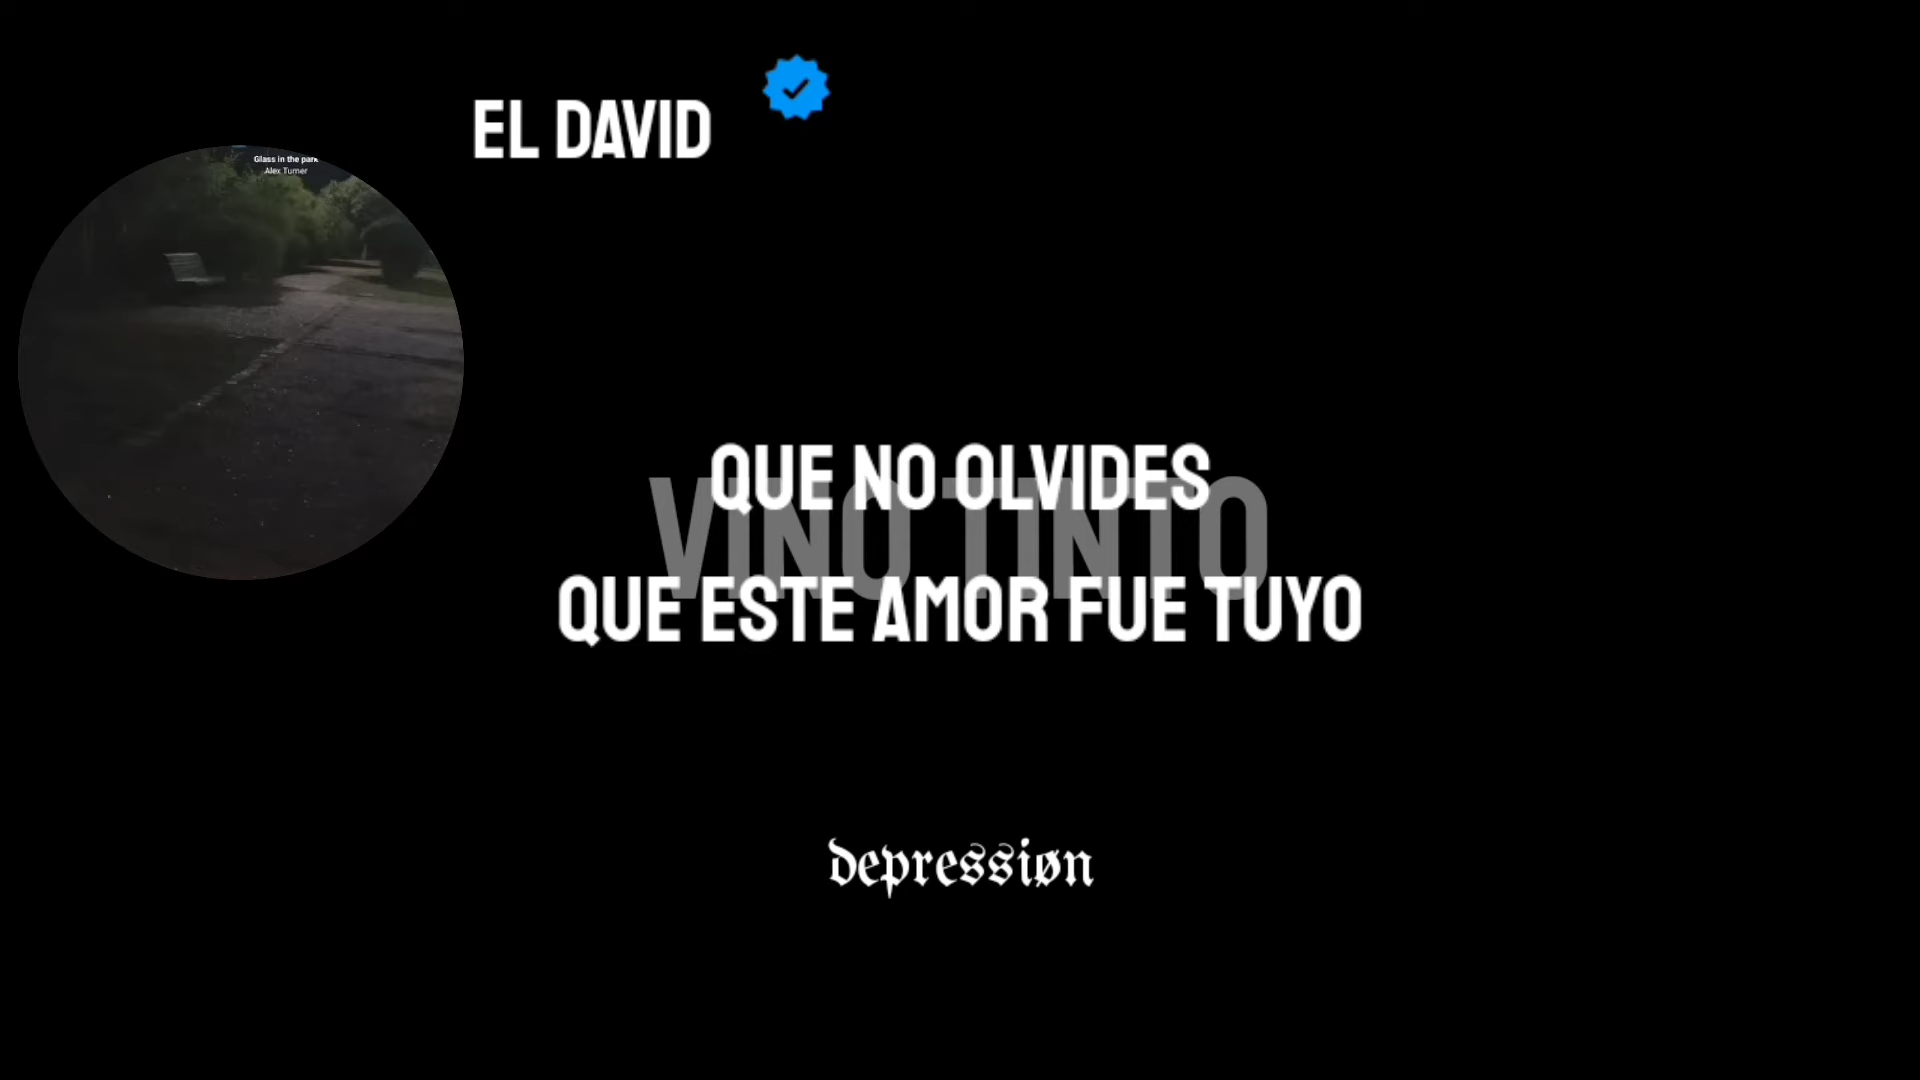 EL DAVID
Glass in the park
Alex Turner
QUE NO OLVIDES
VINO TINTO
QUE ESTE AMOR FUE TUYO
depressiøn